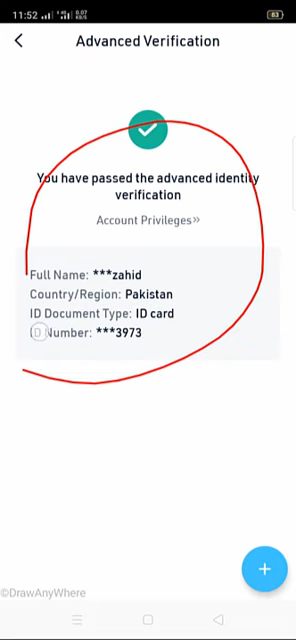 11:52
83
Advanced Verification
You have passed the advanced identity
verification
Account Privileges»
Full Name: ***zahid
Country/Region: Pakistan
ID Document Type: ID card
ID Number: ***3973
©DrawAnyWhere